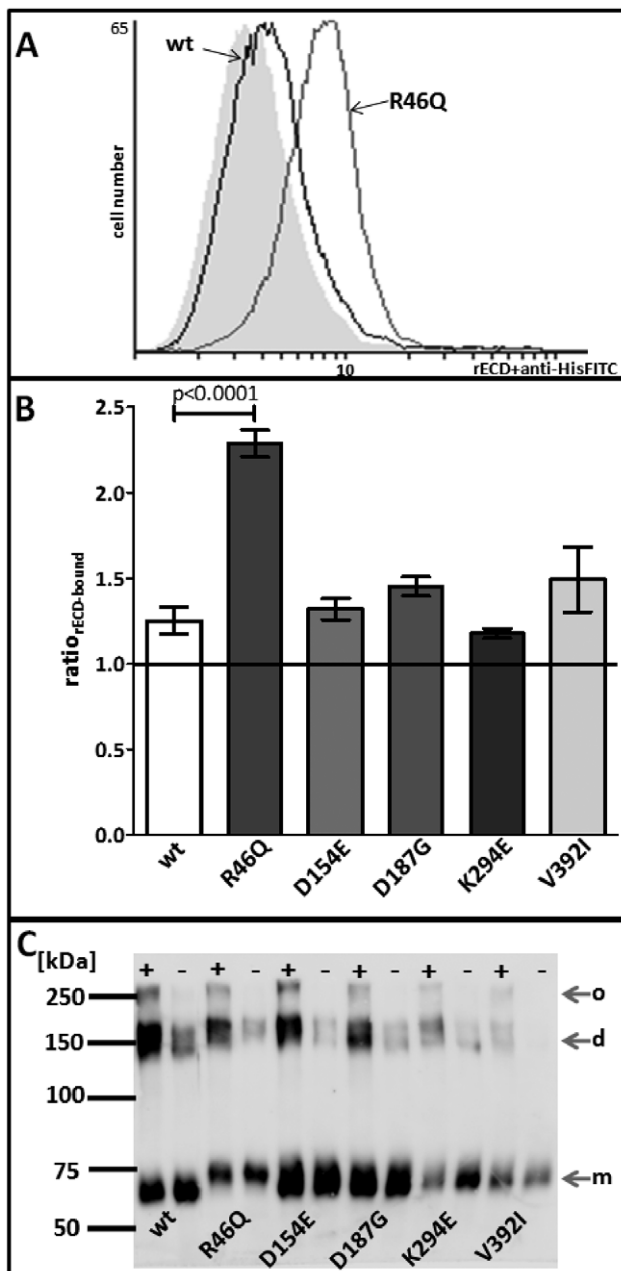 A
65
wt
R46Q
cell number
10
rECD+anti-HisFITC
B
p<0.0001
2.5
2.0
1.5
1.0
0.5
0.0
ratio rECD-bound
wt
R46Q
D154E
D187G
K294E
V392I
C
[kDa]
+ - + - + - + - + - + -
250
o
150
d
100
75
m
50
wt
R46Q
D154E
D187G
K294E
V392I